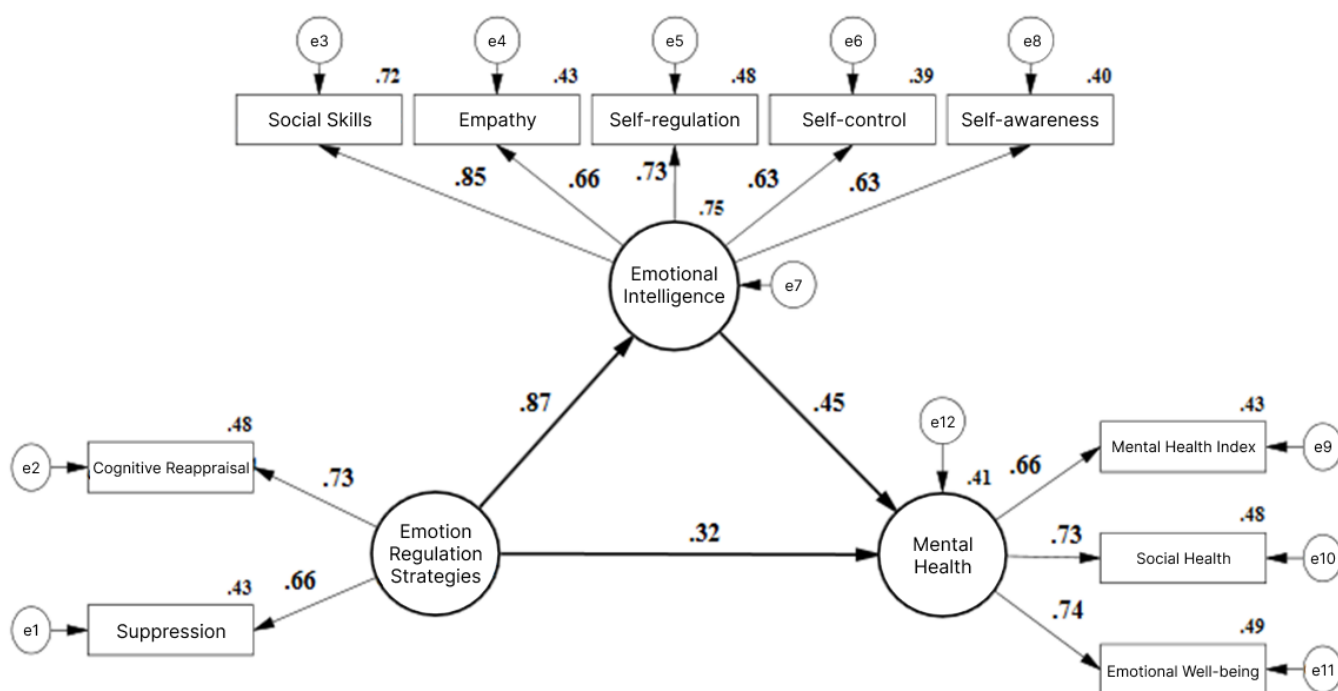 e3
e4
e5
e6
e8
.72
.43
.48
.39
.40
Social Skills
Empathy
Self-regulation
Self-control
Self-awareness
.85
.66
.73
.63
.63
.75
Emotional
Intelligence
e7
.87
.45
e12
.48
.43
e2
Cognitive Reappraisal
.73
.41
.66
Mental Health Index
e9
Emotion
Regulation
Strategies
.32
Mental
Health
.73
.48
Social Health
e10
.43
.66
e1
Suppression
.74
.49
Emotional Well-being
e11